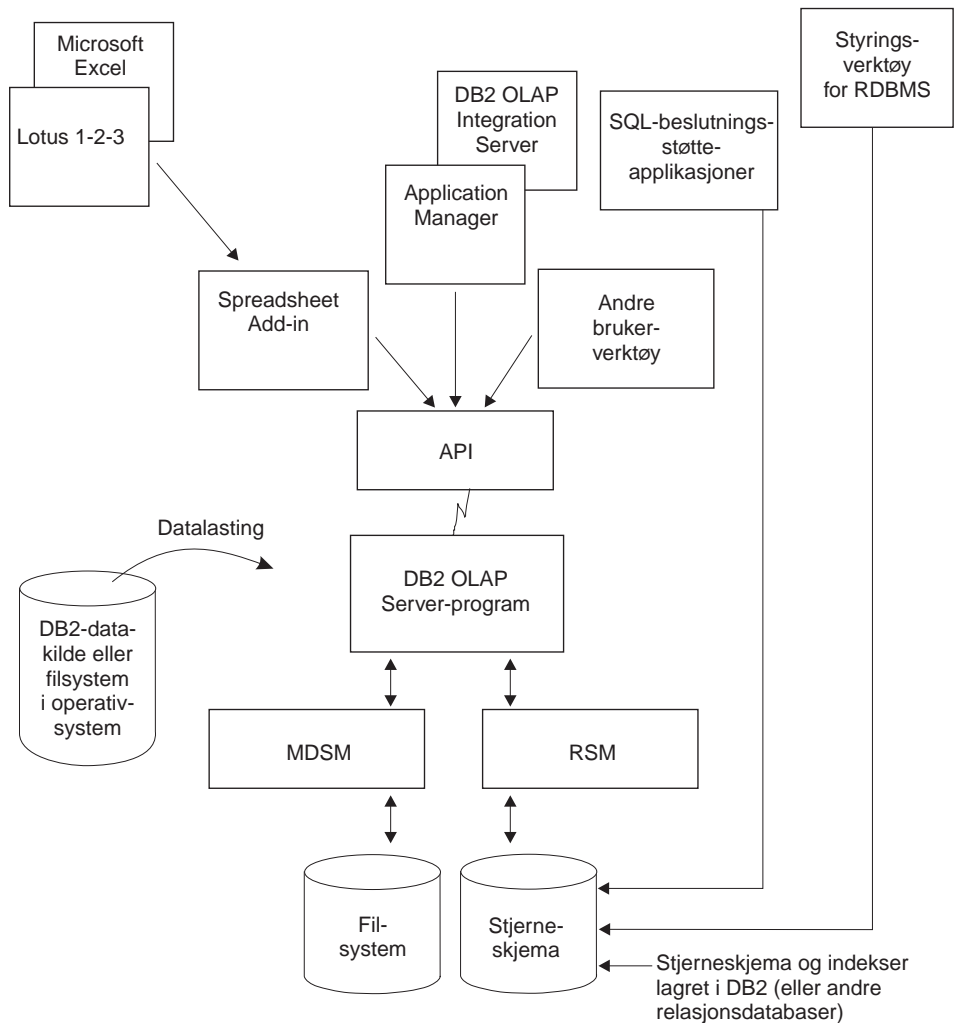 Microsoft
Excel
Lotus 1-2-3
DB2 OLAP
Integration
Server
Application
Manager
SQL-beslutnings-
støtte-
applikasjoner
Styrings-
verktøy
for RDBMS
Spreadsheet
Add-in
Andre
bruker-
verktøy
API
Datalasting
DB2 OLAP
Server-program
DB2-data-
kilde eller
filsystem
i operativ-
system
MDSM
RSM
Fil-
system
Stjerne-
skjema
Stjerneskjema og indekser
lagret i DB2 (eller andre
relasjonsdatabaser)